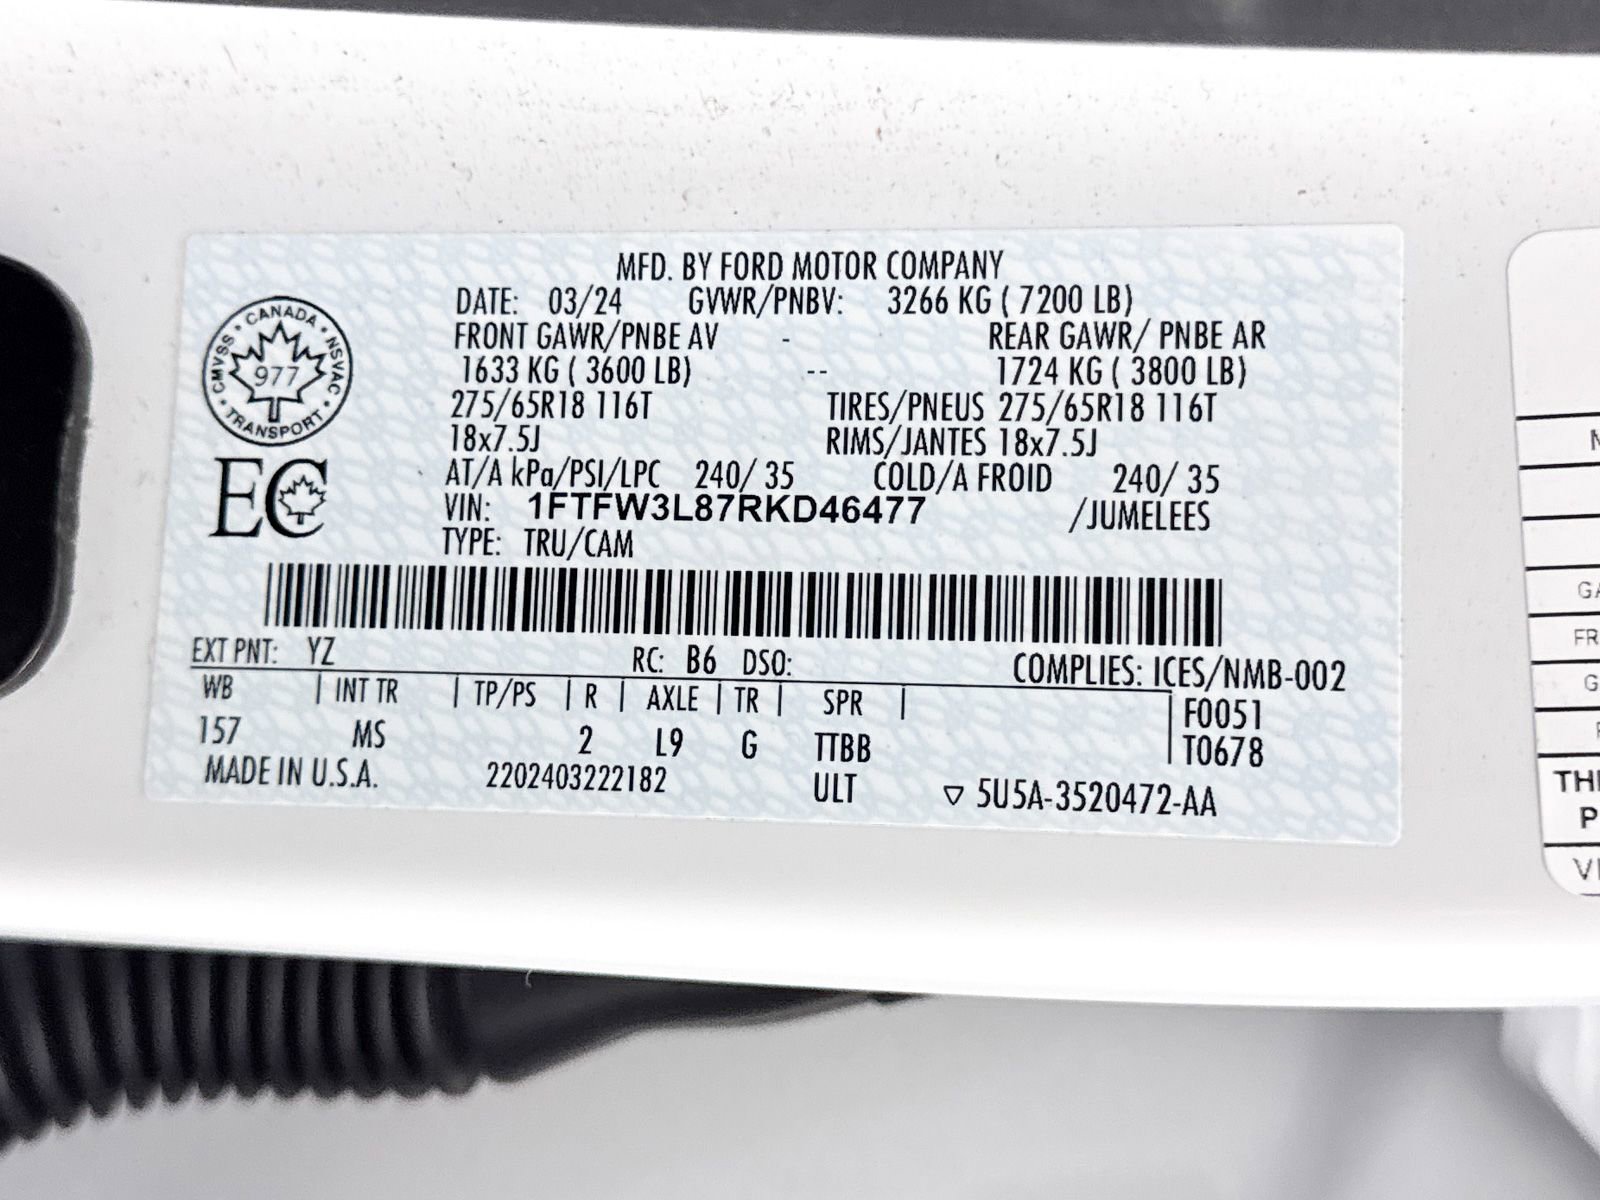 MFD. BY FORD MOTOR COMPANY
DATE: 03/24 GVWR/PNBV: 3266 KG ( 7200 LB)
FRONT GAWR/PNBE AV - REAR GAWR/ PNBE AR
1633 KG ( 3600 LB) -- 1724 KG ( 3800 LB)
275/65R18 116T TIRES/PNEUS 275/65R18 116T
18x7.5J RIMS/JANTES 18x7.5J
AT/A kPa/PSI/LPC 240/ 35 COLD/A FROID 240/ 35
VIN: 1FTFW3L87RKD46477 /JUMELEES
TYPE: TRU/CAM
CANADA
CMVSS • NSVAC
977
TRANSPORT
EC
EXT PNT: YZ RC: B6 DSO: COMPLIES: ICES/NMB-002
WB | INT TR | TP/PS | R | AXLE | TR | SPR | F0051
157 MS 2 L9 G TTBB T0678
MADE IN U.S.A. 2202403222182 ULT ▽ 5U5A-3520472-AA